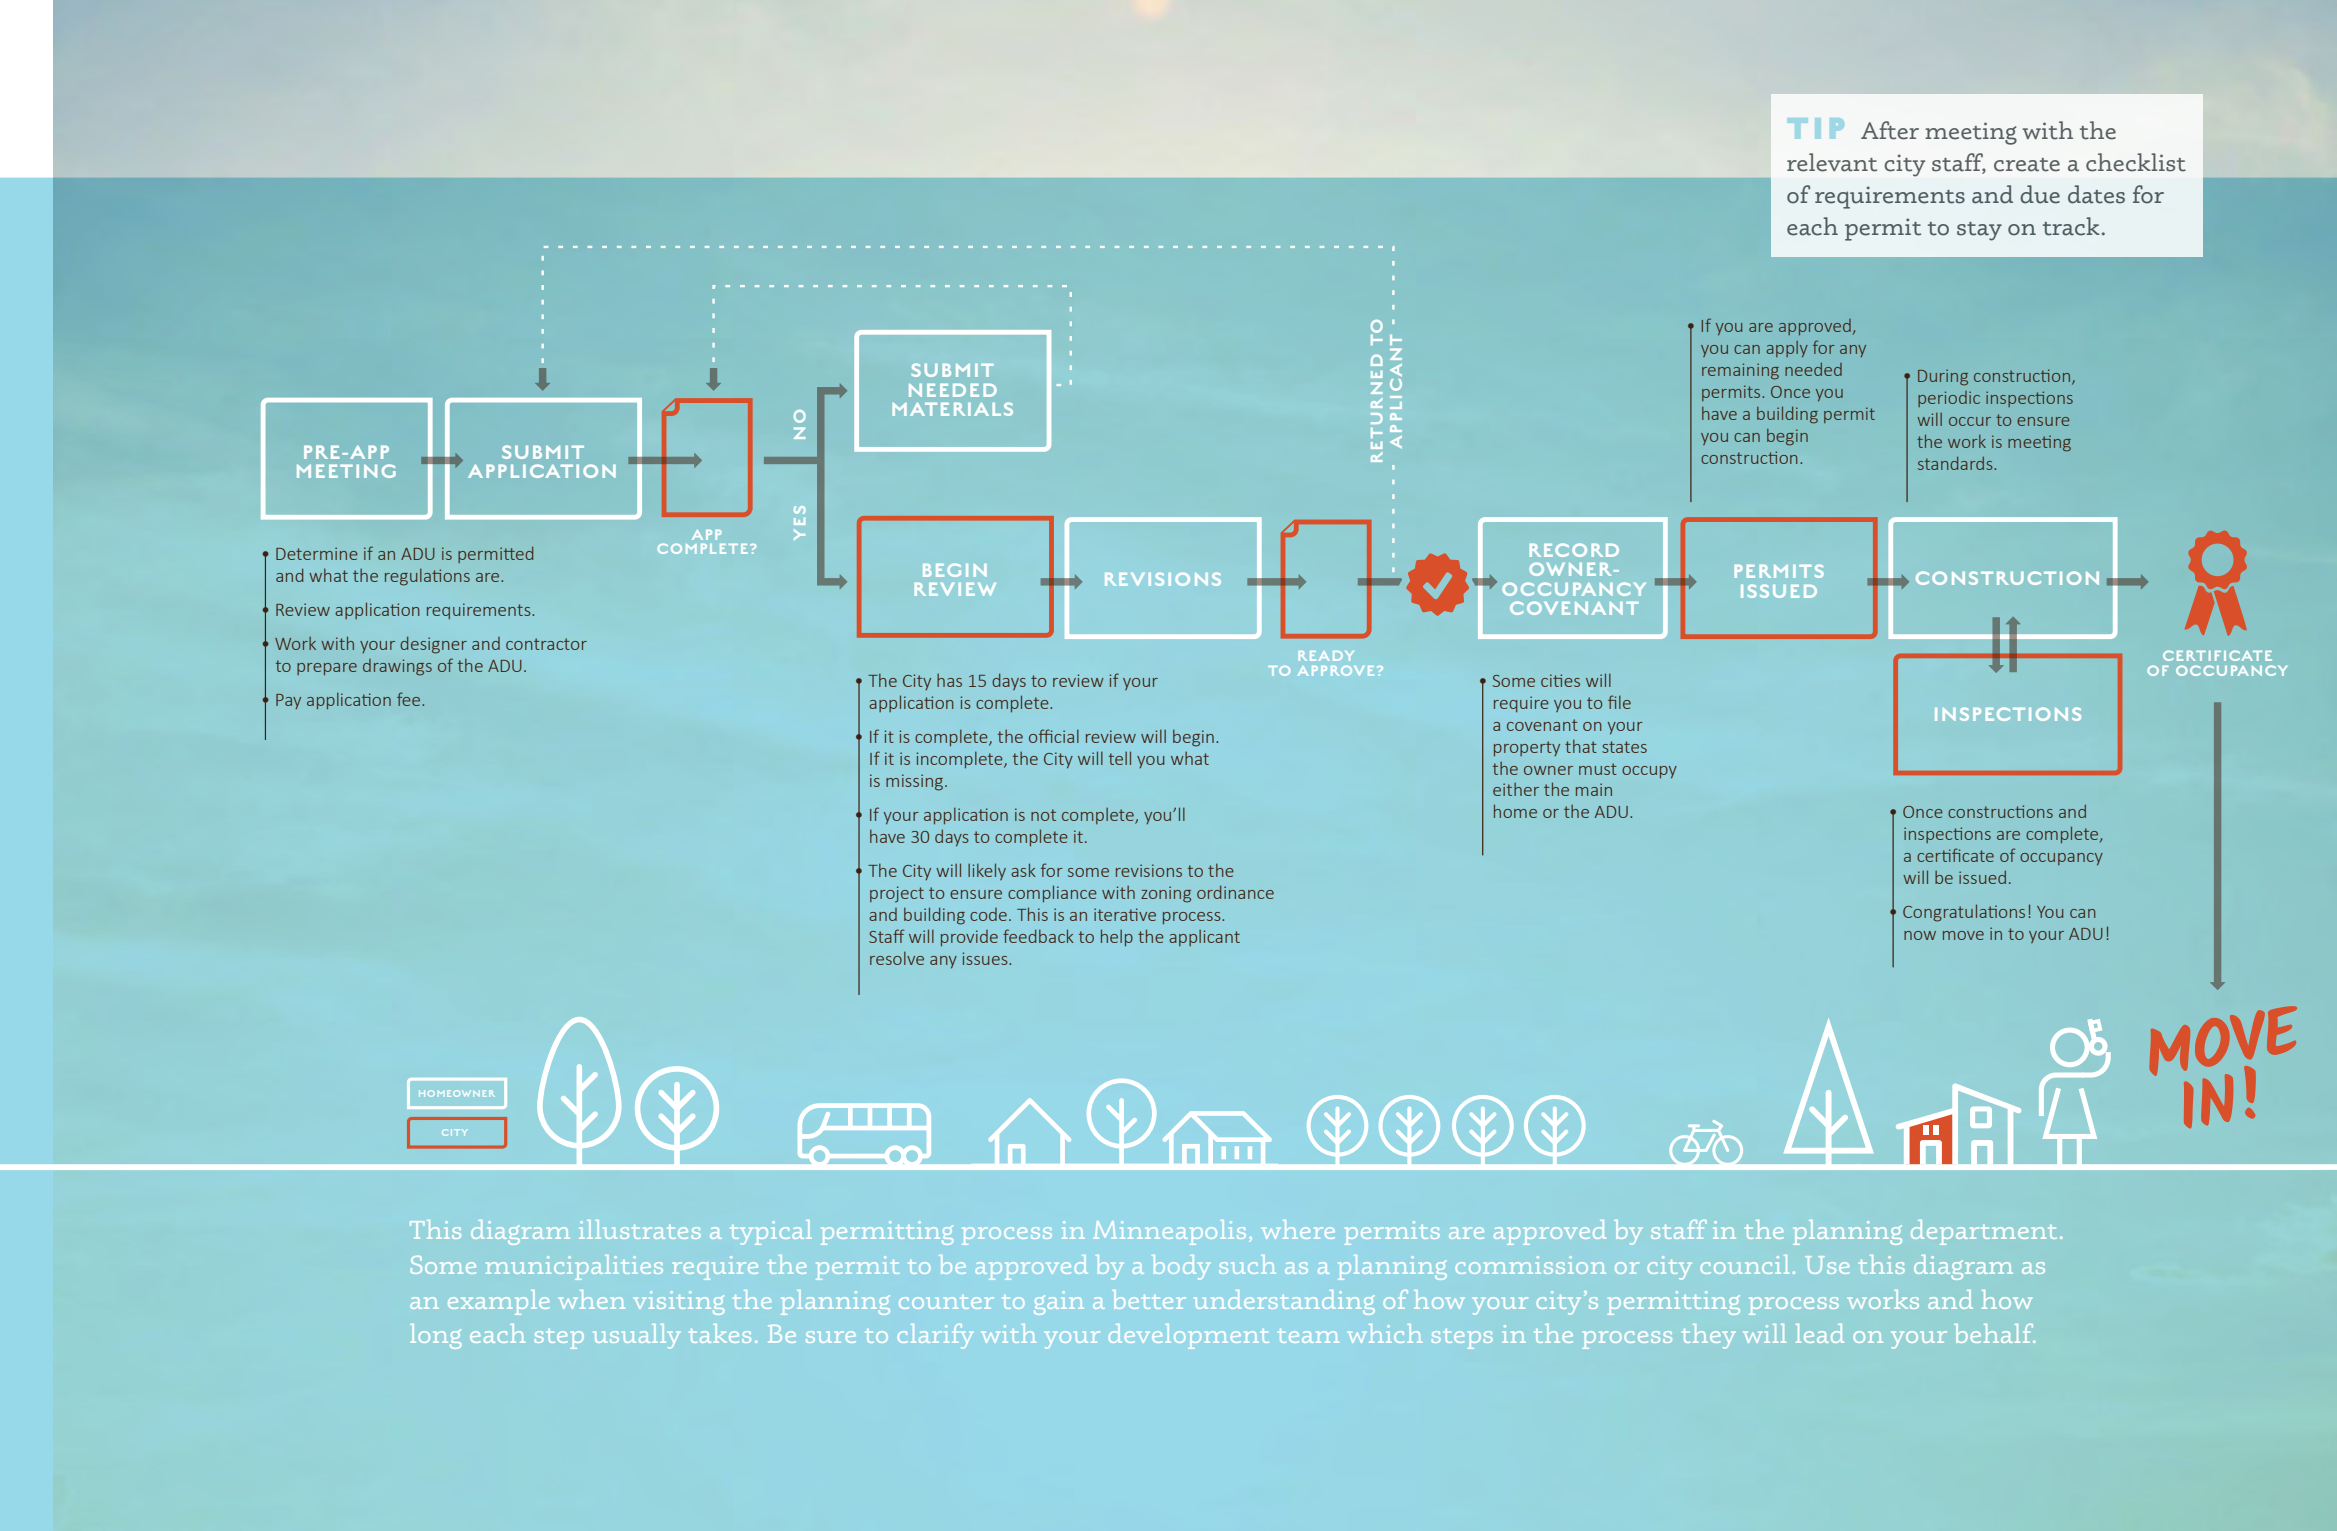 TIP After meeting with the
relevant city staff, create a checklist
of requirements and due dates for
each permit to stay on track.
PRE-APP
MEETING
SUBMIT
APPLICATION
APP
COMPLETE?
NO
YES
SUBMIT
NEEDED
MATERIALS
BEGIN
REVIEW
REVISIONS
READY
TO APPROVE?
RETURNED TO
APPLICANT
RECORD
OWNER-
OCCUPANCY
COVENANT
PERMITS
ISSUED
CONSTRUCTION
INSPECTIONS
CERTIFICATE
OF OCCUPANCY
Determine if an ADU is permitted
and what the regulations are.
Review application requirements.
Work with your designer and contractor
to prepare drawings of the ADU.
Pay application fee.
The City has 15 days to review if your
application is complete.
If it is complete, the official review will begin.
If it is incomplete, the City will tell you what
is missing.
If your application is not complete, you'll
have 30 days to complete it.
The City will likely ask for some revisions to the
project to ensure compliance with zoning ordinance
and building code. This is an iterative process.
Staff will provide feedback to help the applicant
resolve any issues.
Some cities will
require you to file
a covenant on your
property that states
the owner must occupy
either the main
home or the ADU.
If you are approved,
you can apply for any
remaining needed
permits. Once you
have a building permit
you can begin
construction.
During construction,
periodic inspections
will occur to ensure
the work is meeting
standards.
Once constructions and
inspections are complete,
a certificate of occupancy
will be issued.
Congratulations! You can
now move in to your ADU!
MOVE
IN!
HOMEOWNER
CITY
This diagram illustrates a typical permitting process in Minneapolis, where permits are approved by staff in the planning department.
Some municipalities require the permit to be approved by a body such as a planning commission or city council. Use this diagram as
an example when visiting the planning counter to gain a better understanding of how your city's permitting process works and how
long each step usually takes. Be sure to clarify with your development team which steps in the process they will lead on your behalf.